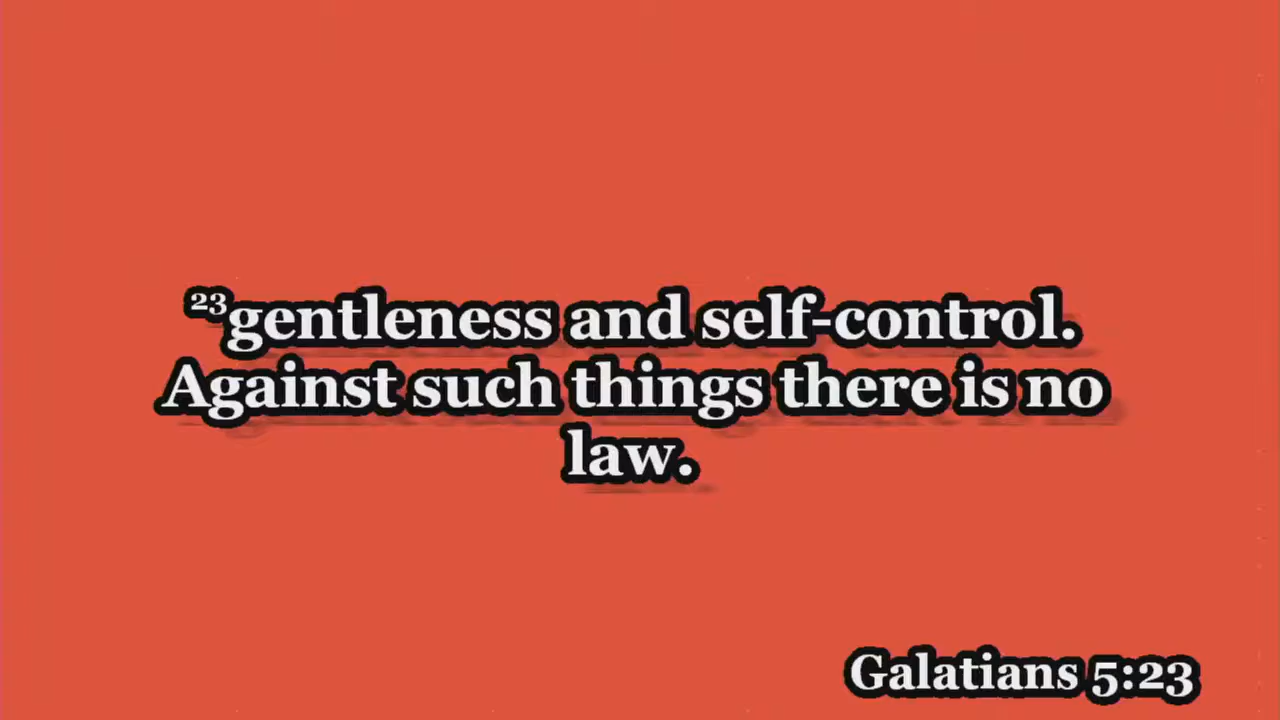 ²³gentleness and self-control.
Against such things there is no
law.
Galatians 5:23